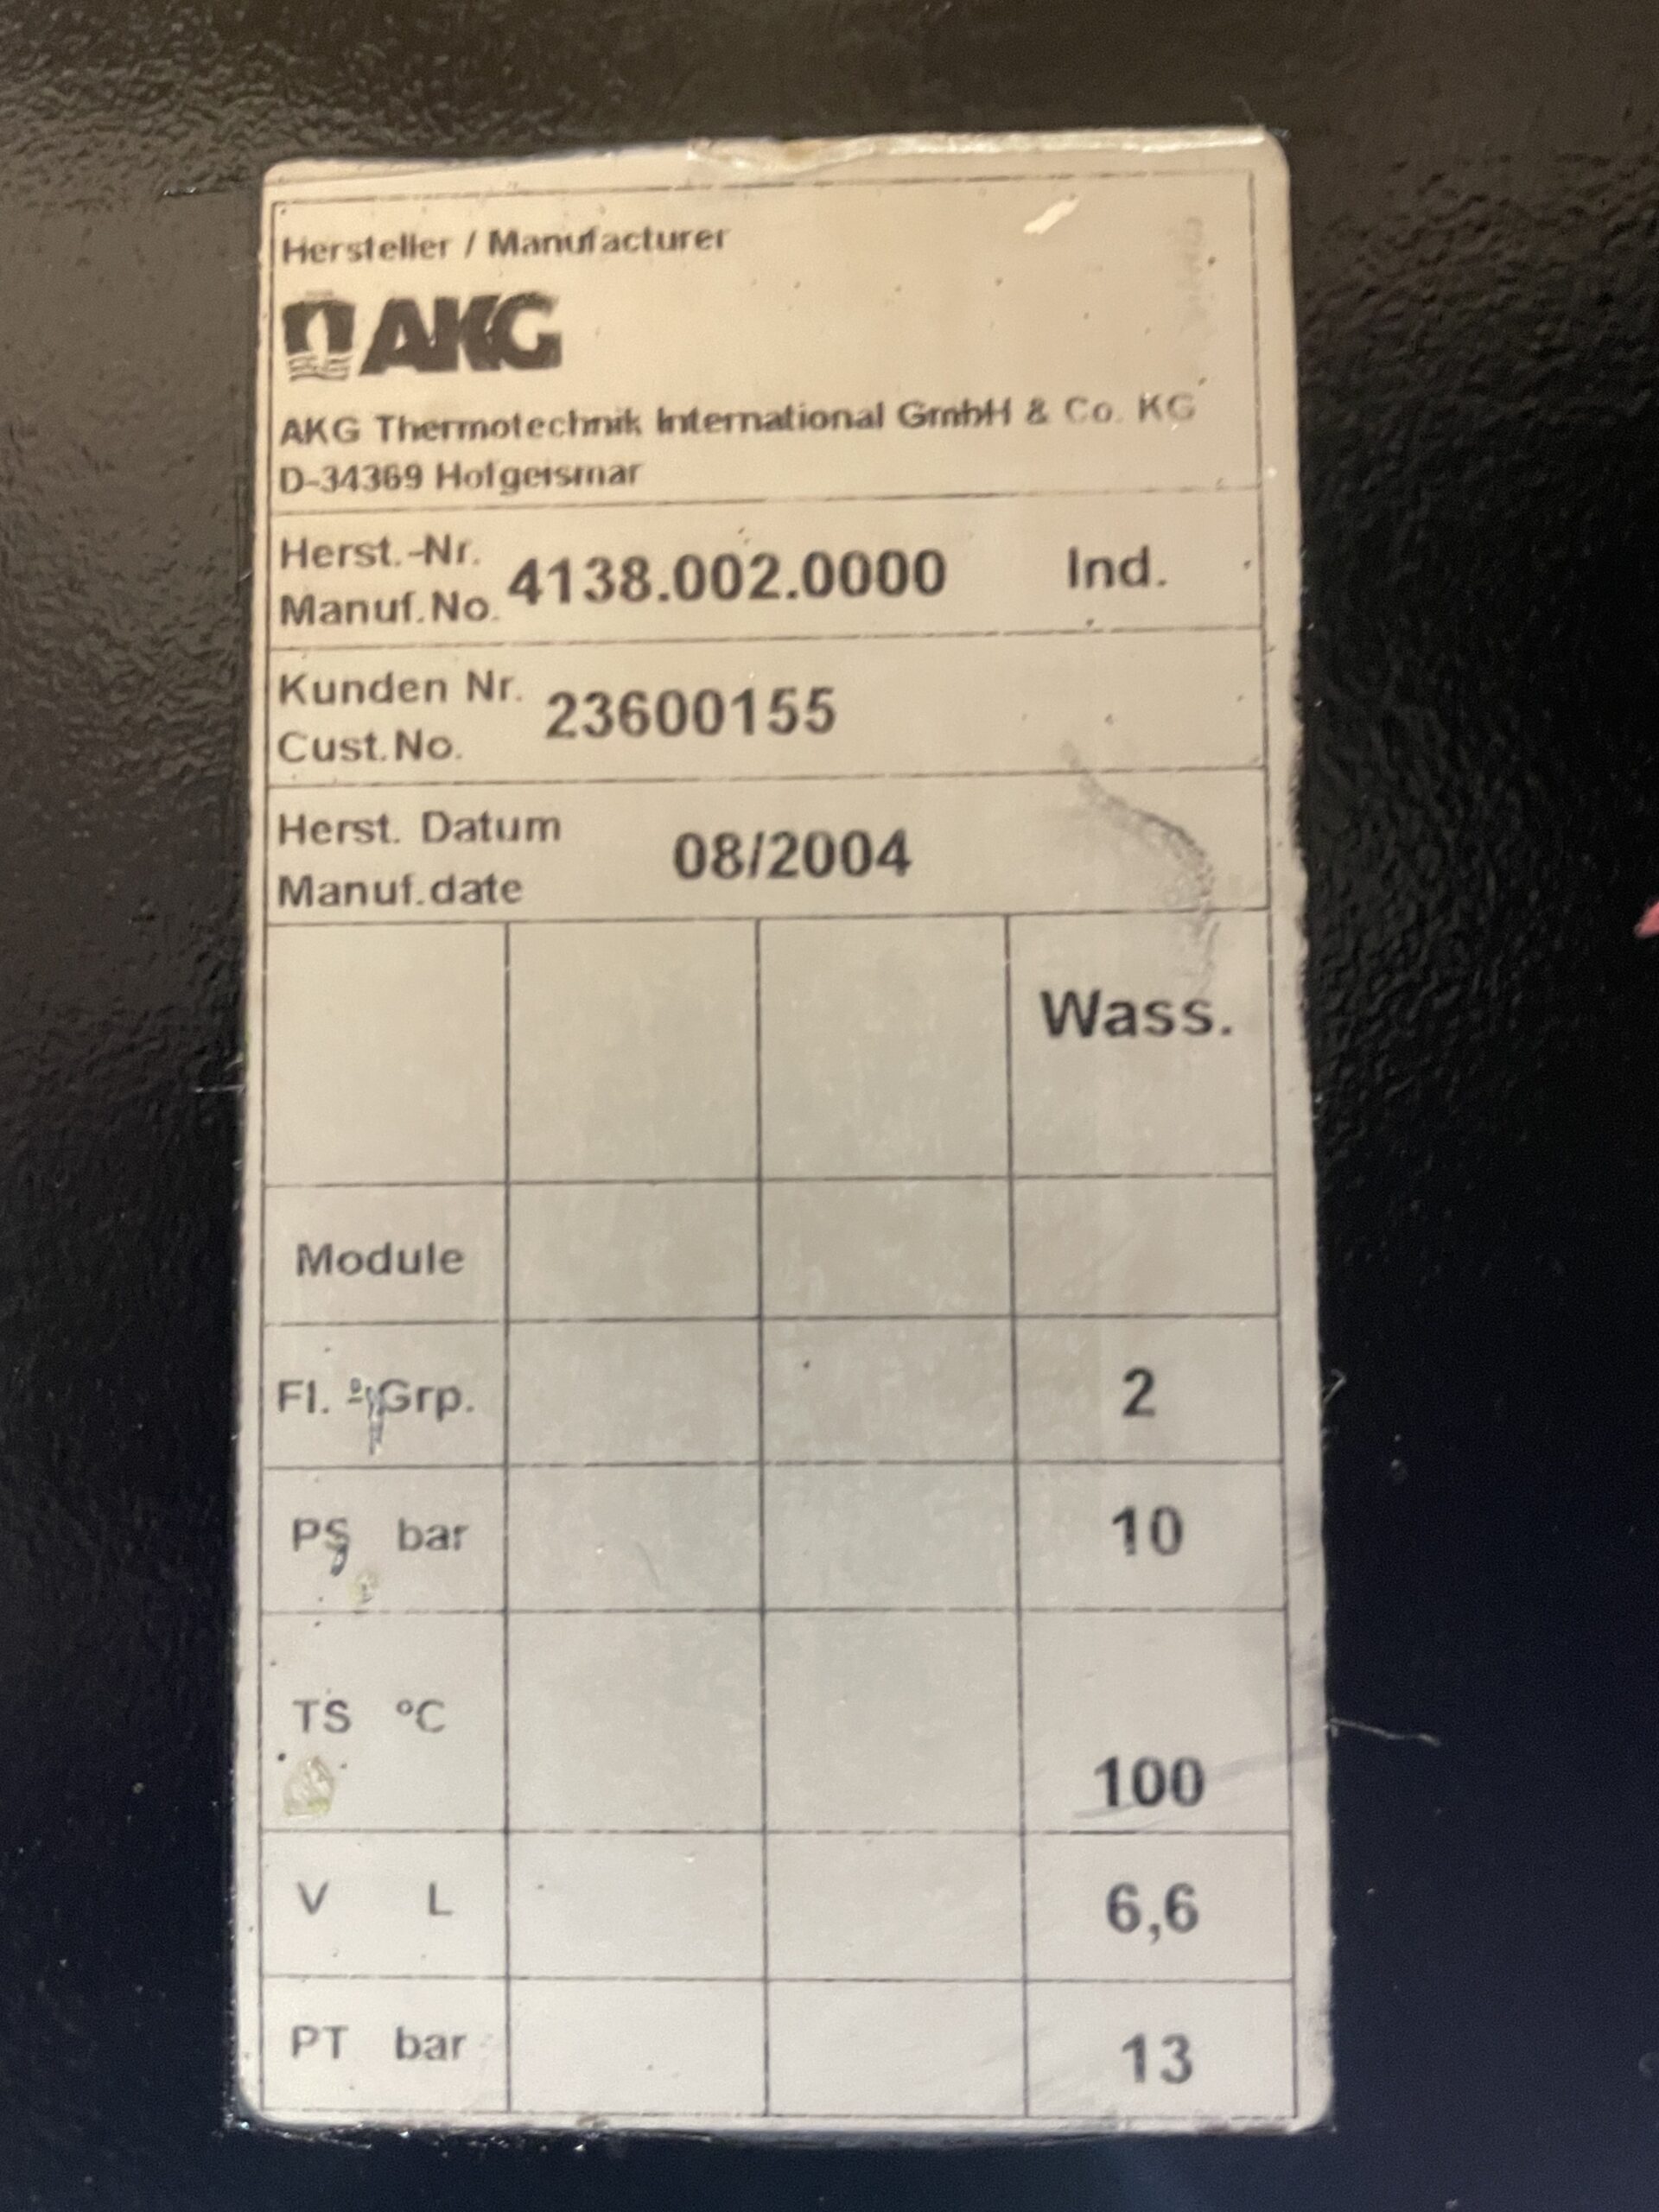 Hersteller / Manufacturer
AKG
AKG Thermotechnik International GmbH & Co. KG
D-34369 Hofgeismar
Herst.-Nr.
Manuf.No. 4138.002.0000 Ind.
Kunden Nr.
Cust.No. 23600155
Herst. Datum
Manuf.date 08/2004
Wass.
Module
Fl. Grp. 2
PS bar 10
TS °C 100
V L 6,6
PT bar 13